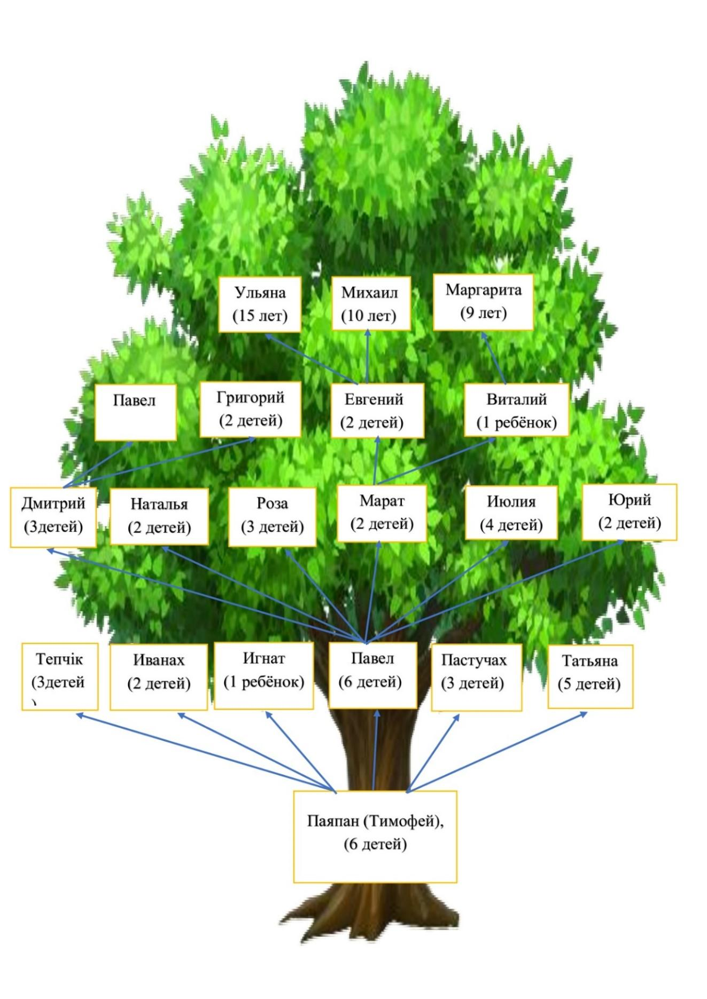 Ульяна
(15 лет)
Михаил
(10 лет)
Маргарита
(9 лет)
Павел
Григорий
(2 детей)
Евгений
(2 детей)
Виталий
(1 ребёнок)
Дмитрий
(3детей)
Наталья
(2 детей)
Роза
(3 детей)
Марат
(2 детей)
Июлия
(4 детей)
Юрий
(2 детей)
Тепчiк
(3детей
)
Иванах
(2 детей)
Игнат
(1 ребёнок)
Павел
(6 детей)
Пастучах
(3 детей)
Татьяна
(5 детей)
Паяпан (Тимофей),
(6 детей)